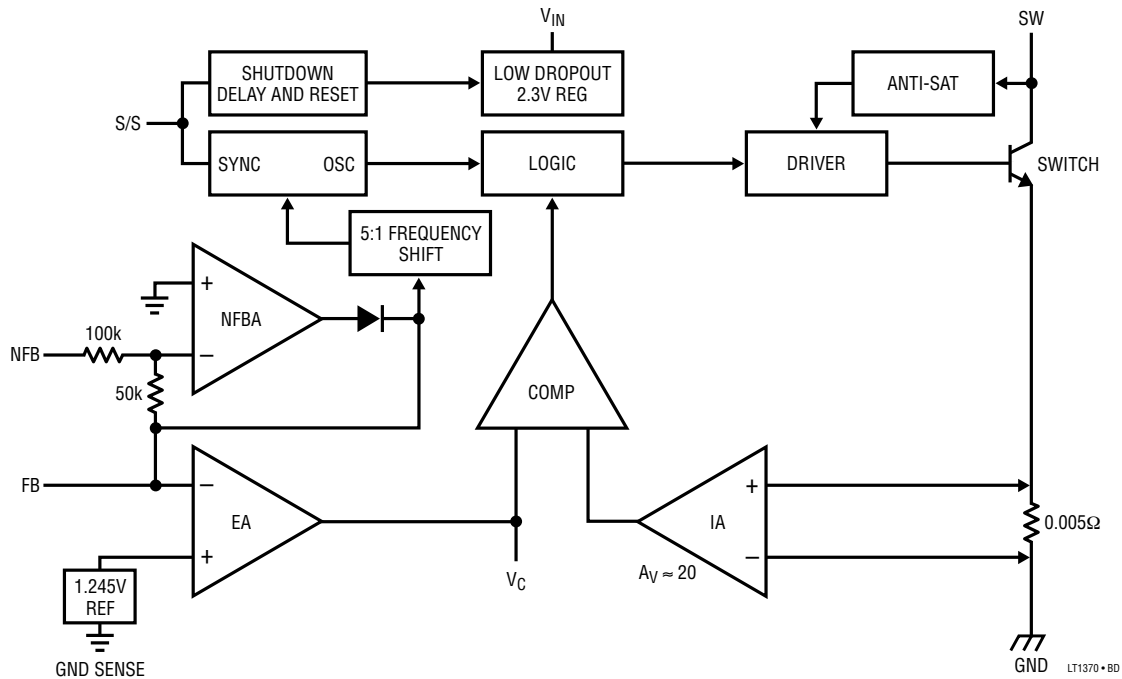 V_IN
SW
SHUTDOWN
DELAY AND RESET
LOW DROPOUT
2.3V REG
ANTI-SAT
S/S
SYNC
OSC
LOGIC
DRIVER
SWITCH
5:1 FREQUENCY
SHIFT
+
NFBA
100k
NFB
–
50k
COMP
FB
–
EA
+
+
IA
–
0.005Ω
A_V ≈ 20
V_C
1.245V
REF
GND SENSE
GND
LT1370 • BD